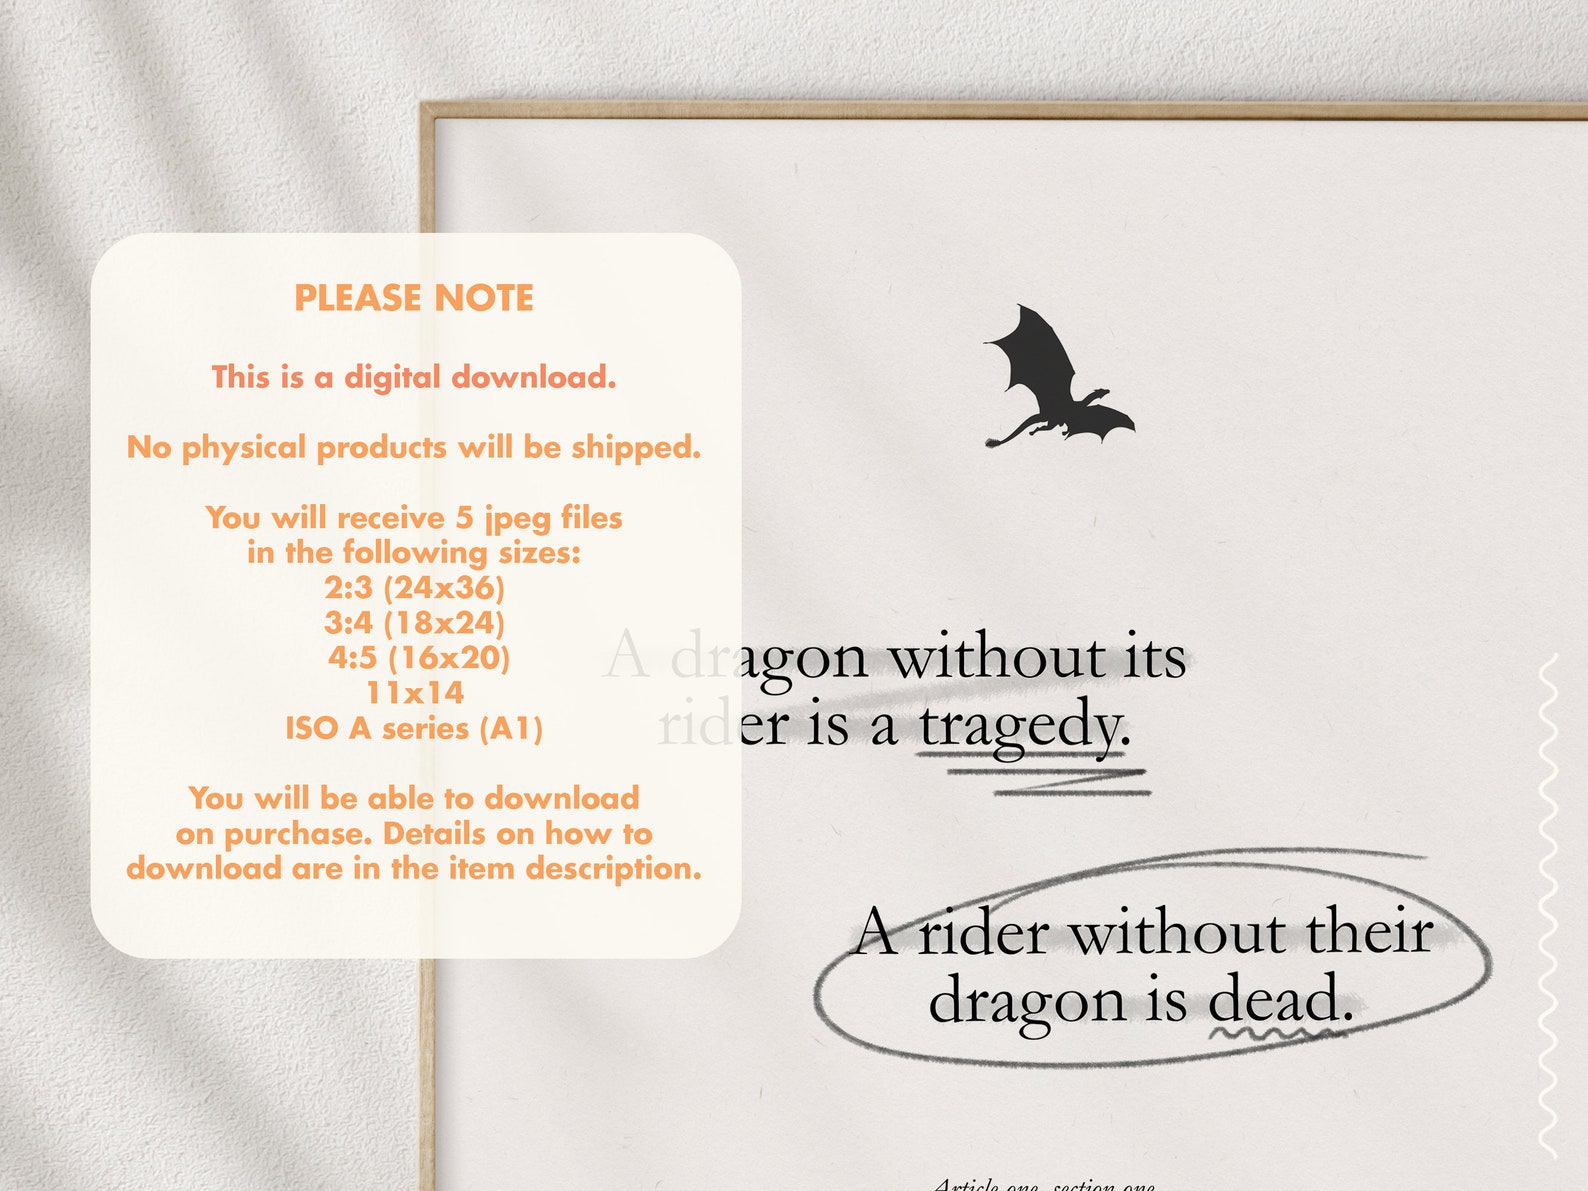 PLEASE NOTE
This is a digital download.
No physical products will be shipped.
You will receive 5 jpeg files
in the following sizes:
2:3 (24x36)
3:4 (18x24)
4:5 (16x20)
11x14
ISO A series (A1)
You will be able to download
on purchase. Details on how to
download are in the item description.
A dragon without its
rider is a tragedy.
A rider without their
dragon is dead.
Article one, section one